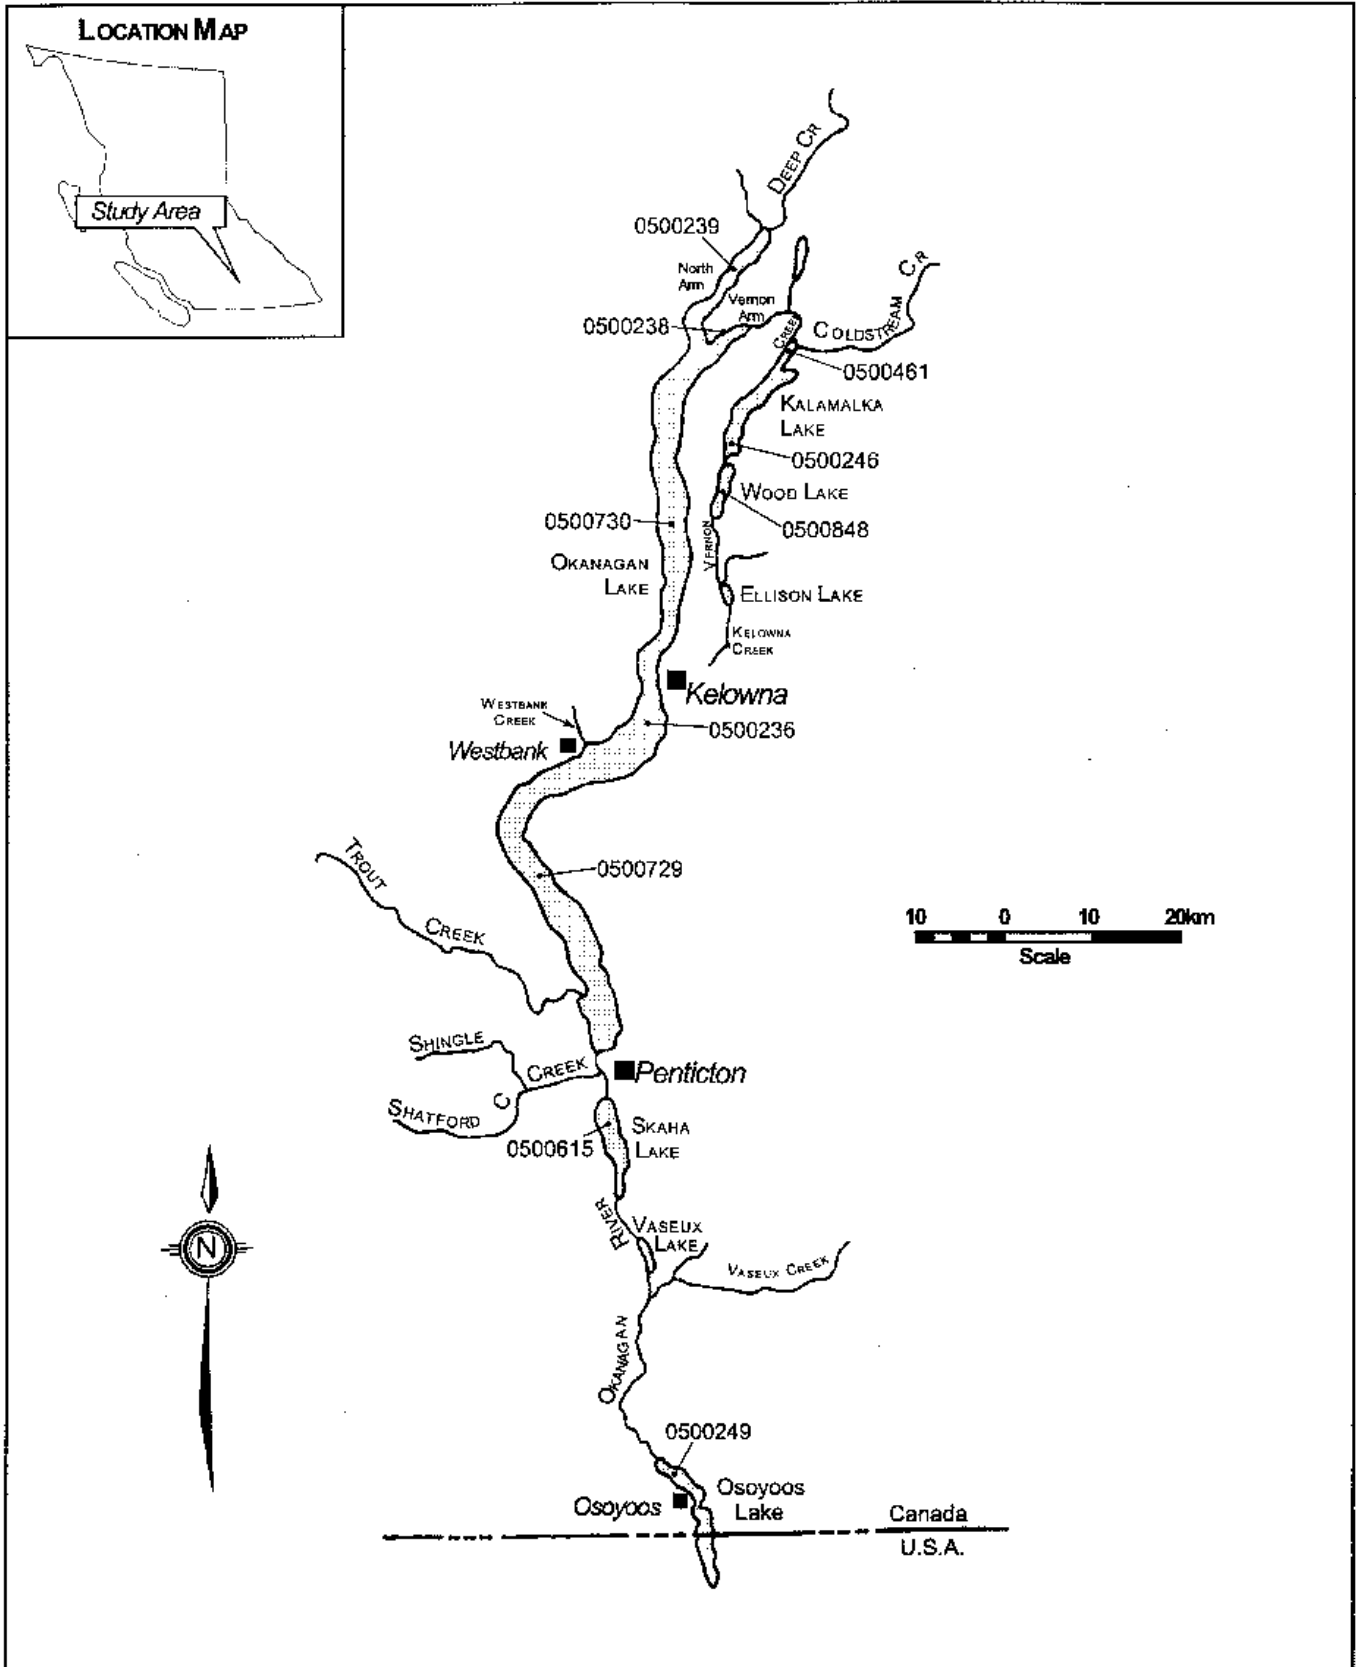 LOCATION MAP
Study Area
DEEP CR
0500239
North
Arm
Vernon
Arm
0500238
CREEK
COLDSTREAM CR
0500461
KALAMALKA
LAKE
0500246
WOOD LAKE
0500848
0500730
VERNON
OKANAGAN
LAKE
ELLISON LAKE
KELOWNA
CREEK
Kelowna
WESTBANK
CREEK
0500236
Westbank
0500729
TROUT
CREEK
10 0 10 20km
Scale
SHINGLE
CREEK
Penticton
SHATFORD C
0500615
SKAHA
LAKE
RIVER
VASEUX
LAKE
VASEUX CREEK
N
OKANAGAN
0500249
Osoyoos
Osoyoos
Lake
Canada
U.S.A.